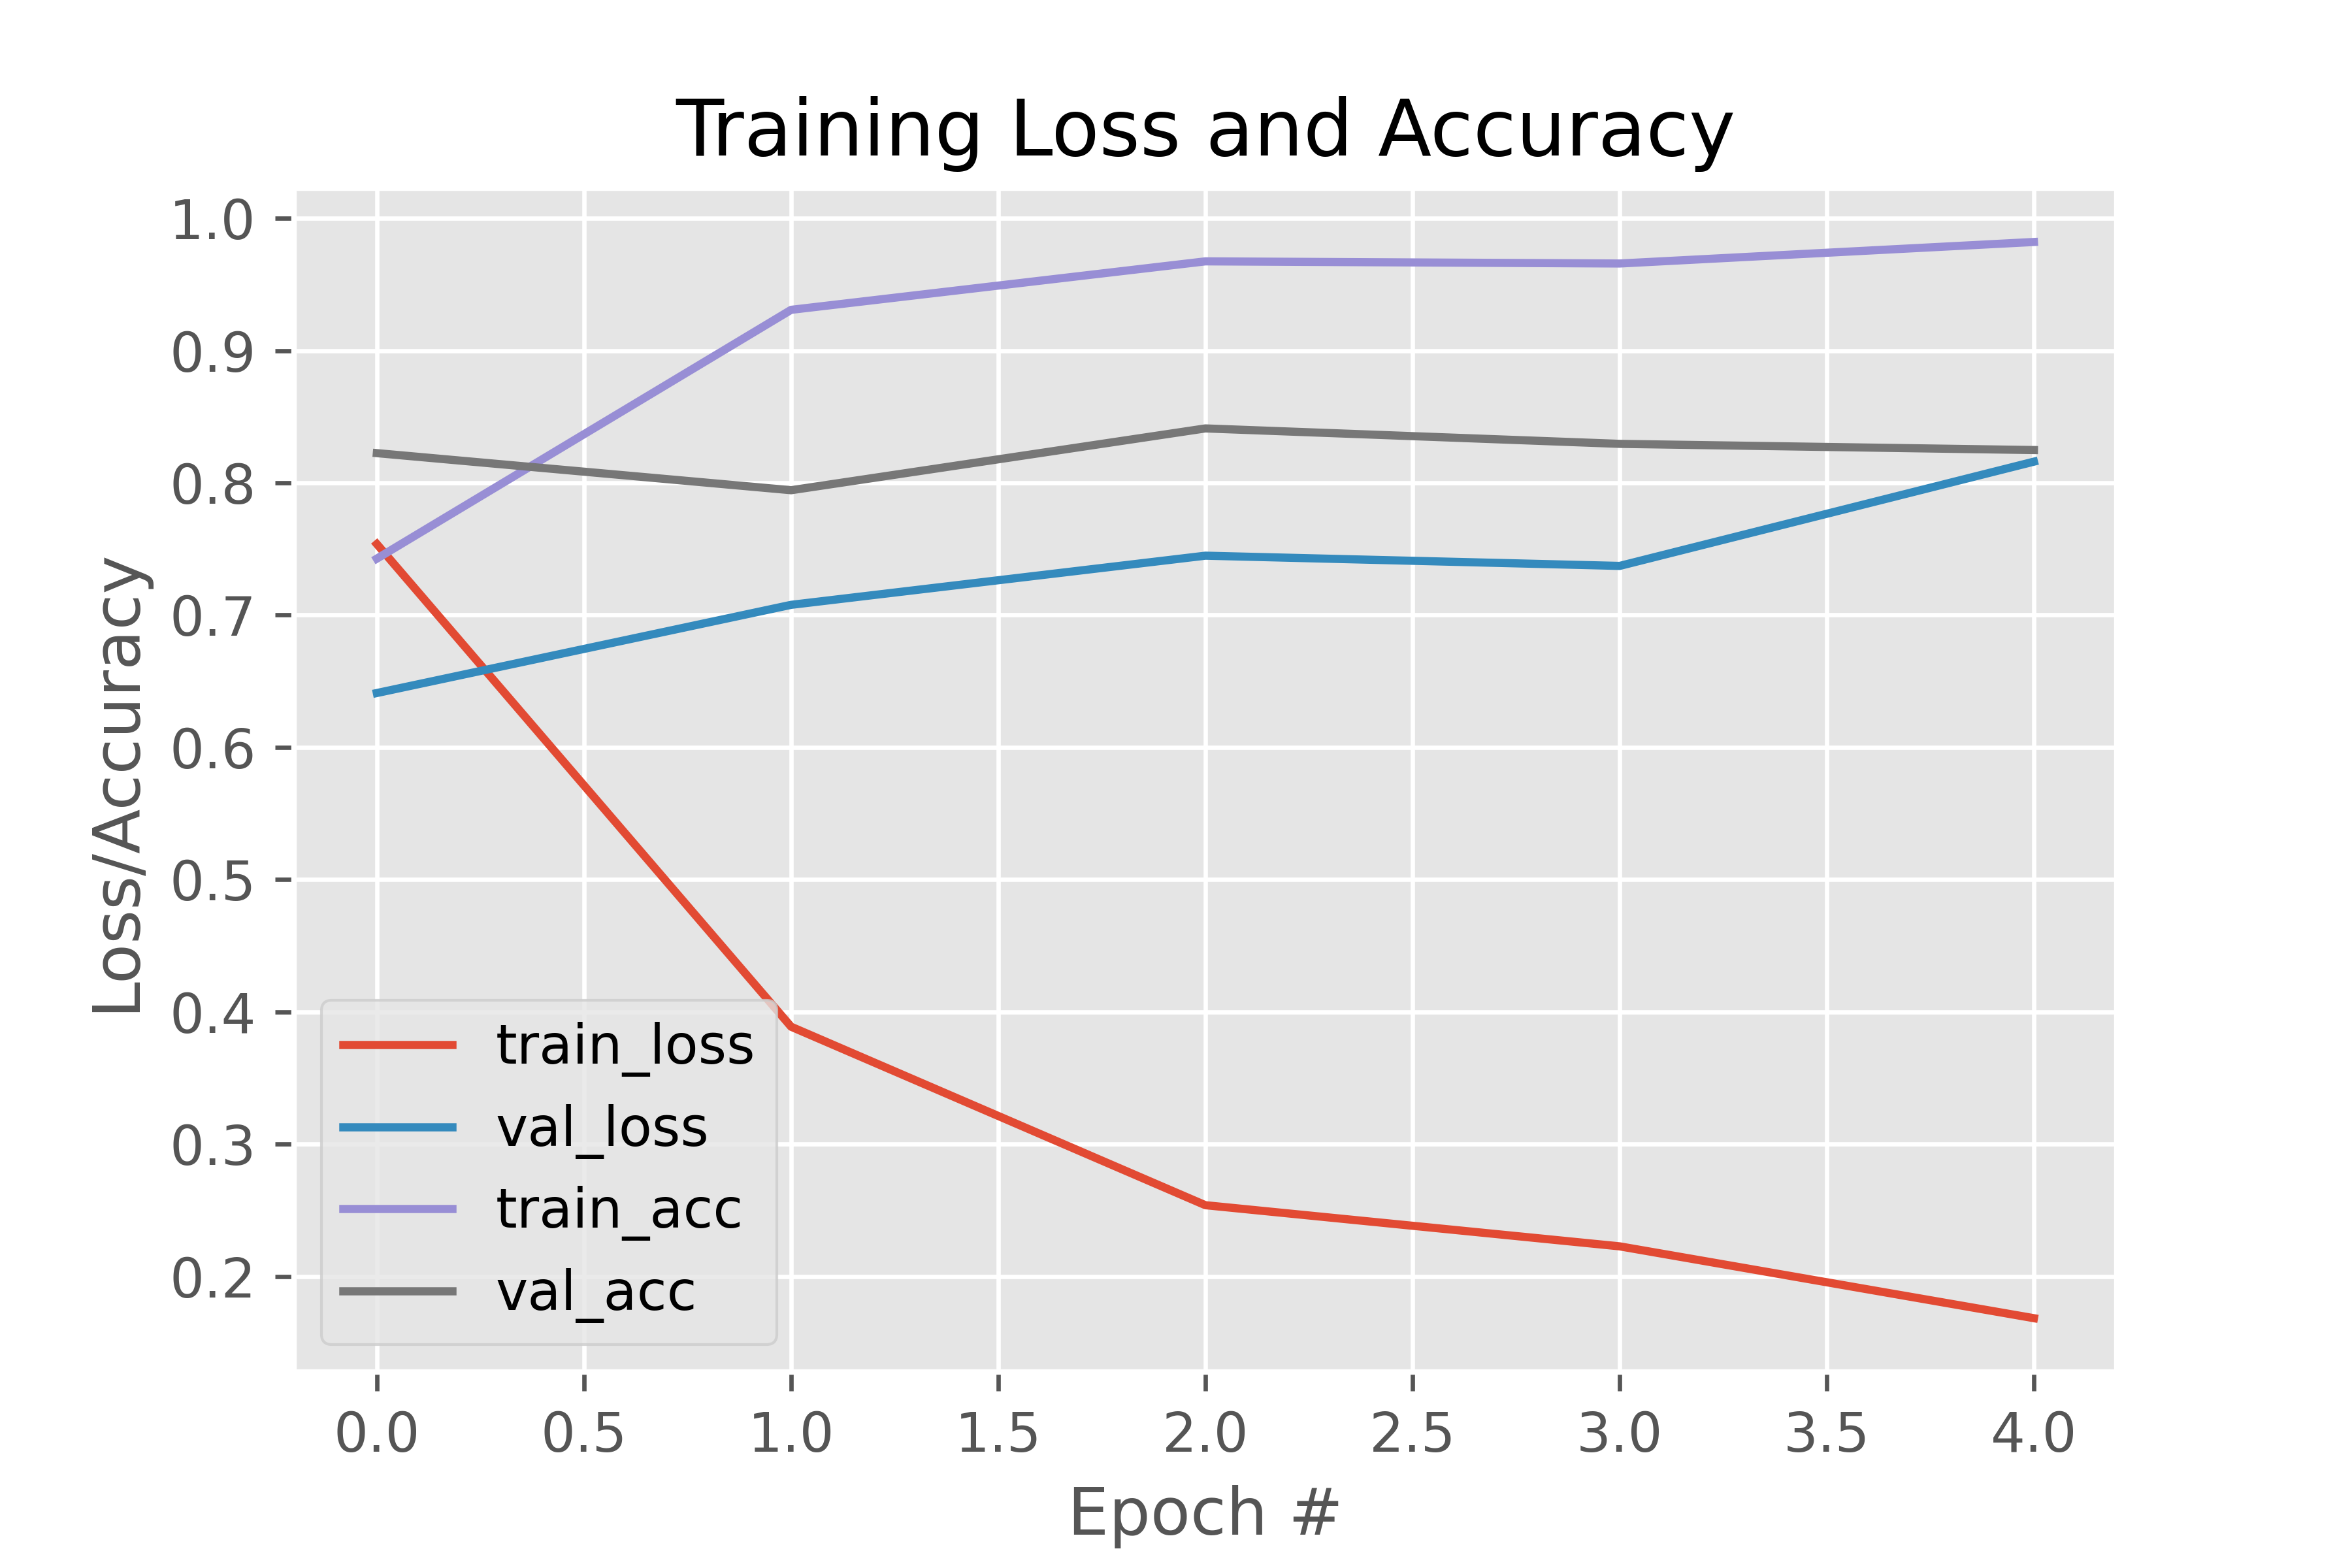 Training Loss and Accuracy
1.0
0.9
0.8
0.7
0.6
0.5
0.4
0.3
0.2
Loss/Accuracy
train_loss
val_loss
train_acc
val_acc
0.0 0.5 1.0 1.5 2.0 2.5 3.0 3.5 4.0
Epoch #